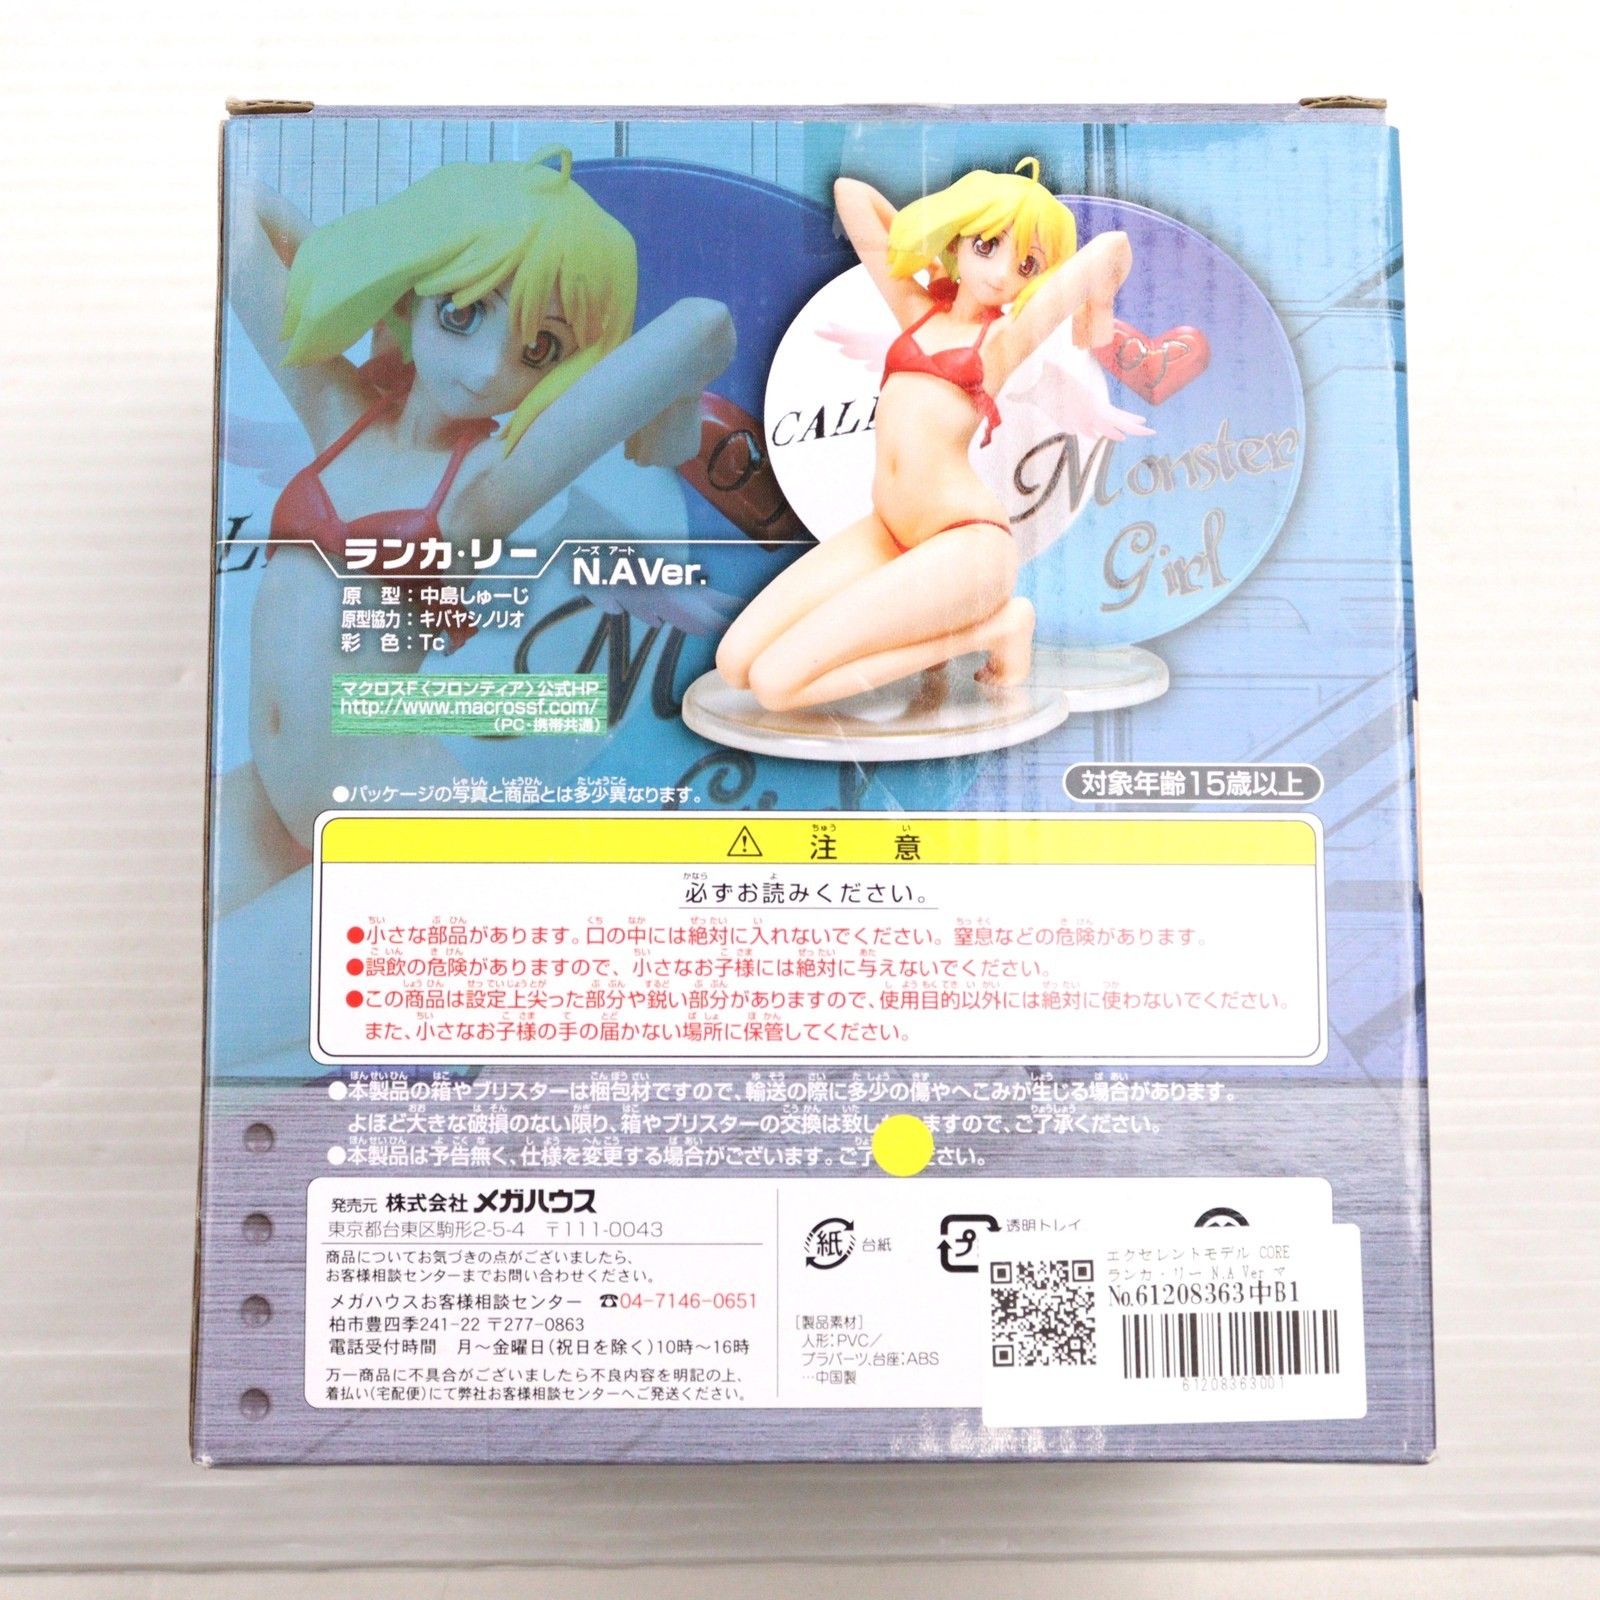 CALI
OF
Monster
Girl
ランカ・リー
ノーズ アート
N.A Ver.
原 型：中島しゅーじ
原型協力：キバヤシノリオ
彩 色：Tc
マクロスF〈フロンティア〉公式HP
http://www.macrossf.com/
(PC・携帯共通)
●パッケージの写真と商品とは多少異なります。
対象年齢15歳以上
注 意
必ずお読みください。
●小さな部品があります。口の中には絶対に入れないでください。窒息などの危険があります。
●誤飲の危険がありますので、小さなお子様には絶対に与えないでください。
●この商品は設定上尖った部分や鋭い部分がありますので、使用目的以外には絶対に使わないでください。
また、小さなお子様の手の届かない場所に保管してください。
●本製品の箱やブリスターは梱包材ですので、輸送の際に多少の傷やへこみが生じる場合があります。
よほど大きな破損のない限り、箱やブリスターの交換は致し ますので、ご了承ください。
●本製品は予告無く、仕様を変更する場合がございます。ご了 ださい。
発売元 株式会社 メガハウス
東京都台東区駒形2-5-4 〒111-0043
商品についてお気づきの点がございましたら、
お客様相談センターまでお問い合わせください。
メガハウスお客様相談センター ☎04-7146-0651
柏市豊四季241-22 〒277-0863
電話受付時間 月〜金曜日(祝日を除く)10時〜16時
万一商品に不具合がございましたら不良内容を明記の上、
着払い(宅配便)にて弊社お客様相談センターへご発送ください。
紙 台紙
プ 透明トレイ
[製品素材]
人形：PVC／
プラパーツ、台座：ABS
…中国製
エクセレントモデル CORE
ランカ・リー N.A Ver マ
No.61208363中B1
61208363001